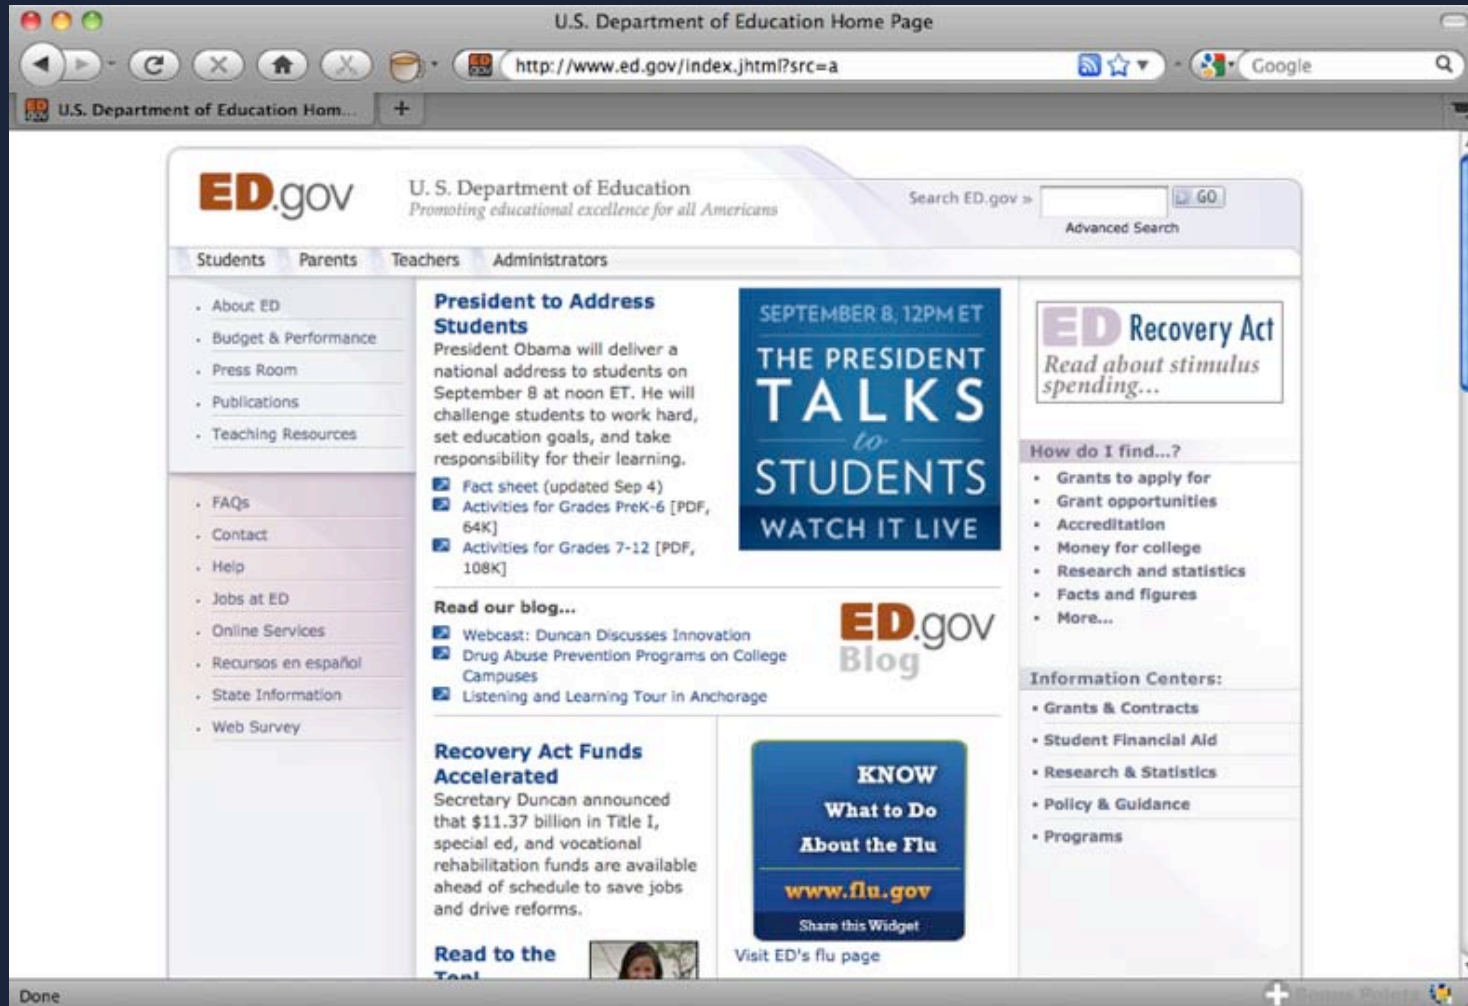 U.S. Department of Education Home Page
http://www.ed.gov/index.jhtml?src=a
Google
U.S. Department of Education Hom...
ED.gov
U. S. Department of Education
Promoting educational excellence for all Americans
Search ED.gov »
GO
Advanced Search
Students Parents Teachers Administrators
About ED
Budget & Performance
Press Room
Publications
Teaching Resources
FAQs
Contact
Help
Jobs at ED
Online Services
Recursos en español
State Information
Web Survey
President to Address
Students
President Obama will deliver a
national address to students on
September 8 at noon ET. He will
challenge students to work hard,
set education goals, and take
responsibility for their learning.
Fact sheet (updated Sep 4)
Activities for Grades PreK-6 [PDF,
64K]
Activities for Grades 7-12 [PDF,
108K]
SEPTEMBER 8, 12PM ET
THE PRESIDENT
TALKS
to
STUDENTS
WATCH IT LIVE
Read our blog...
Webcast: Duncan Discusses Innovation
Drug Abuse Prevention Programs on College
Campuses
Listening and Learning Tour in Anchorage
ED.gov
Blog
Recovery Act Funds
Accelerated
Secretary Duncan announced
that $11.37 billion in Title I,
special ed, and vocational
rehabilitation funds are available
ahead of schedule to save jobs
and drive reforms.
Read to the
Top!
KNOW
What to Do
About the Flu
www.flu.gov
Share this Widget
Visit ED's flu page
ED Recovery Act
Read about stimulus
spending...
How do I find...?
Grants to apply for
Grant opportunities
Accreditation
Money for college
Research and statistics
Facts and figures
More...
Information Centers:
Grants & Contracts
Student Financial Aid
Research & Statistics
Policy & Guidance
Programs
Done
Bonus Points